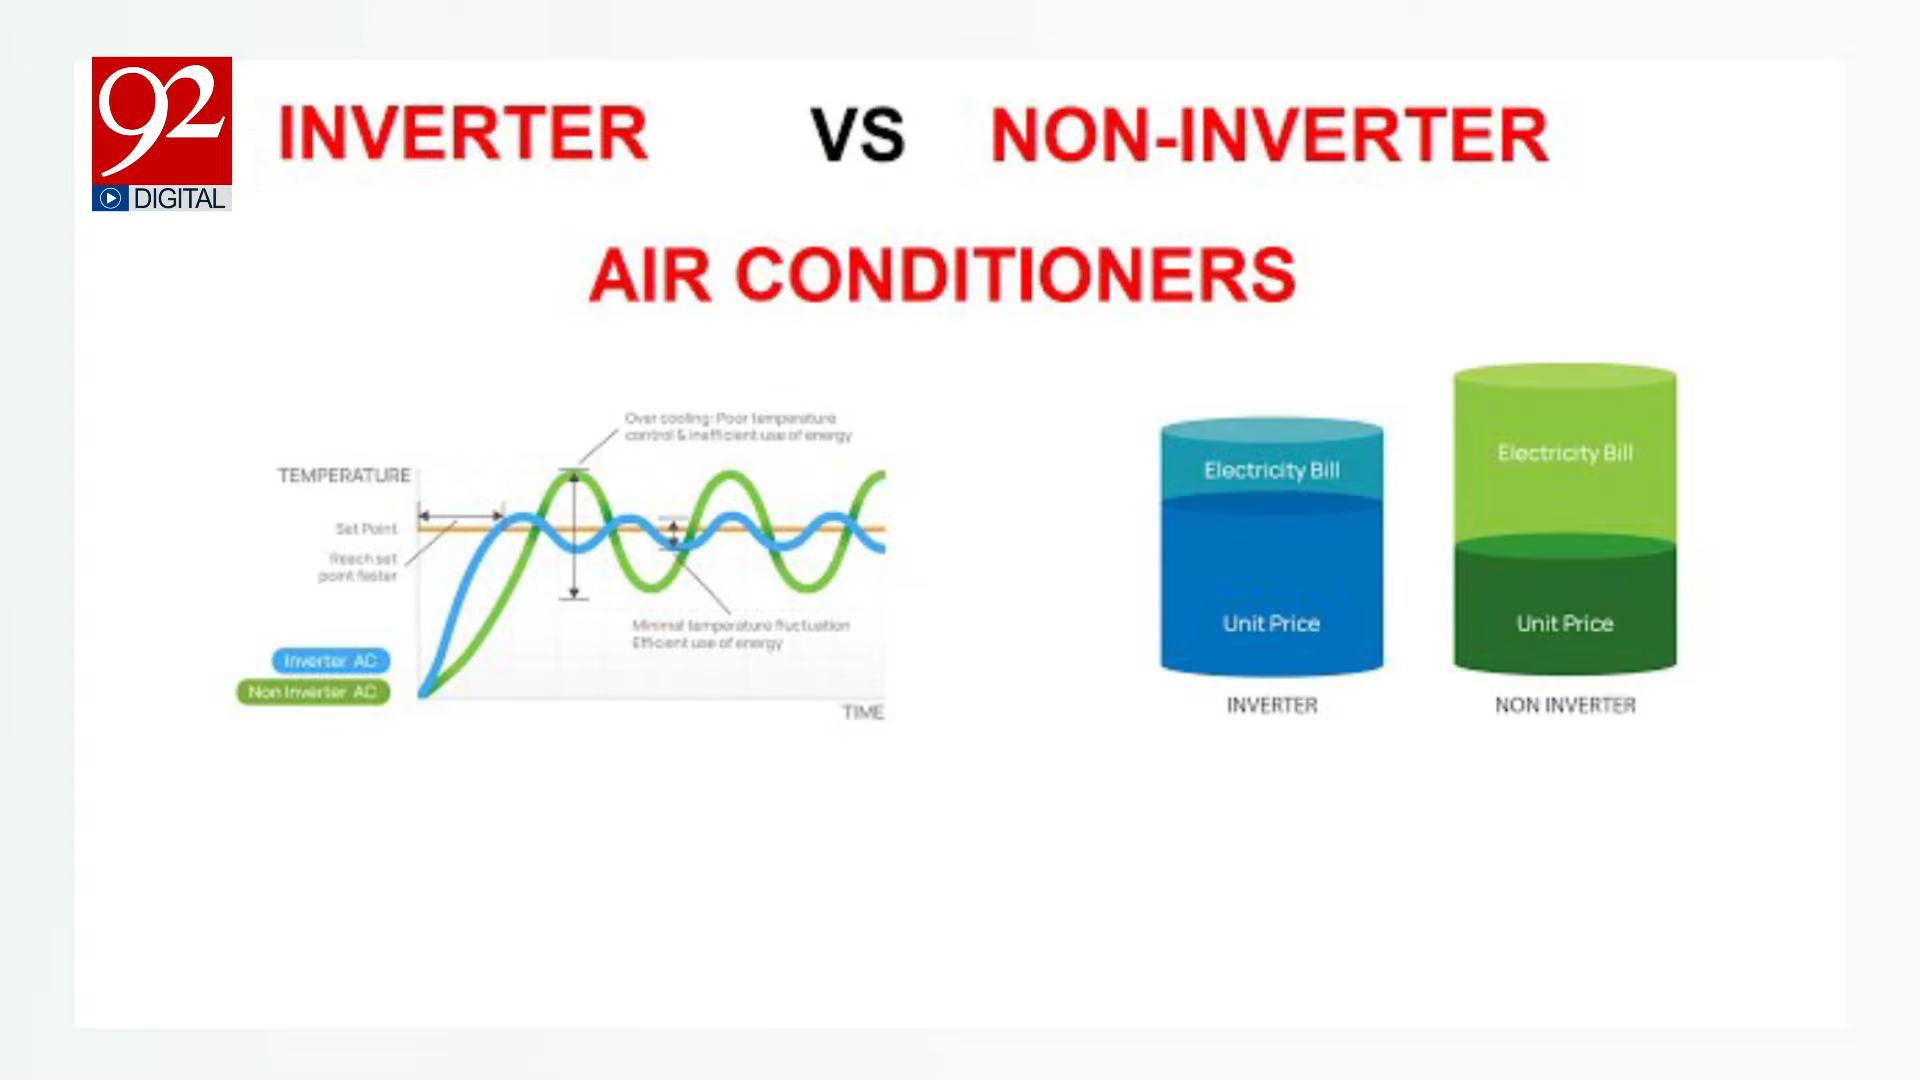 92
DIGITAL
INVERTER VS NON-INVERTER
AIR CONDITIONERS
Over cooling: Poor temperature
control & inefficient use of energy
TEMPERATURE
Set Point
Reach set
point faster
Minimal temperature fluctuation
Efficient use of energy
Inverter AC
Non Inverter AC
TIME
Electricity Bill
Unit Price
INVERTER
Electricity Bill
Unit Price
NON INVERTER